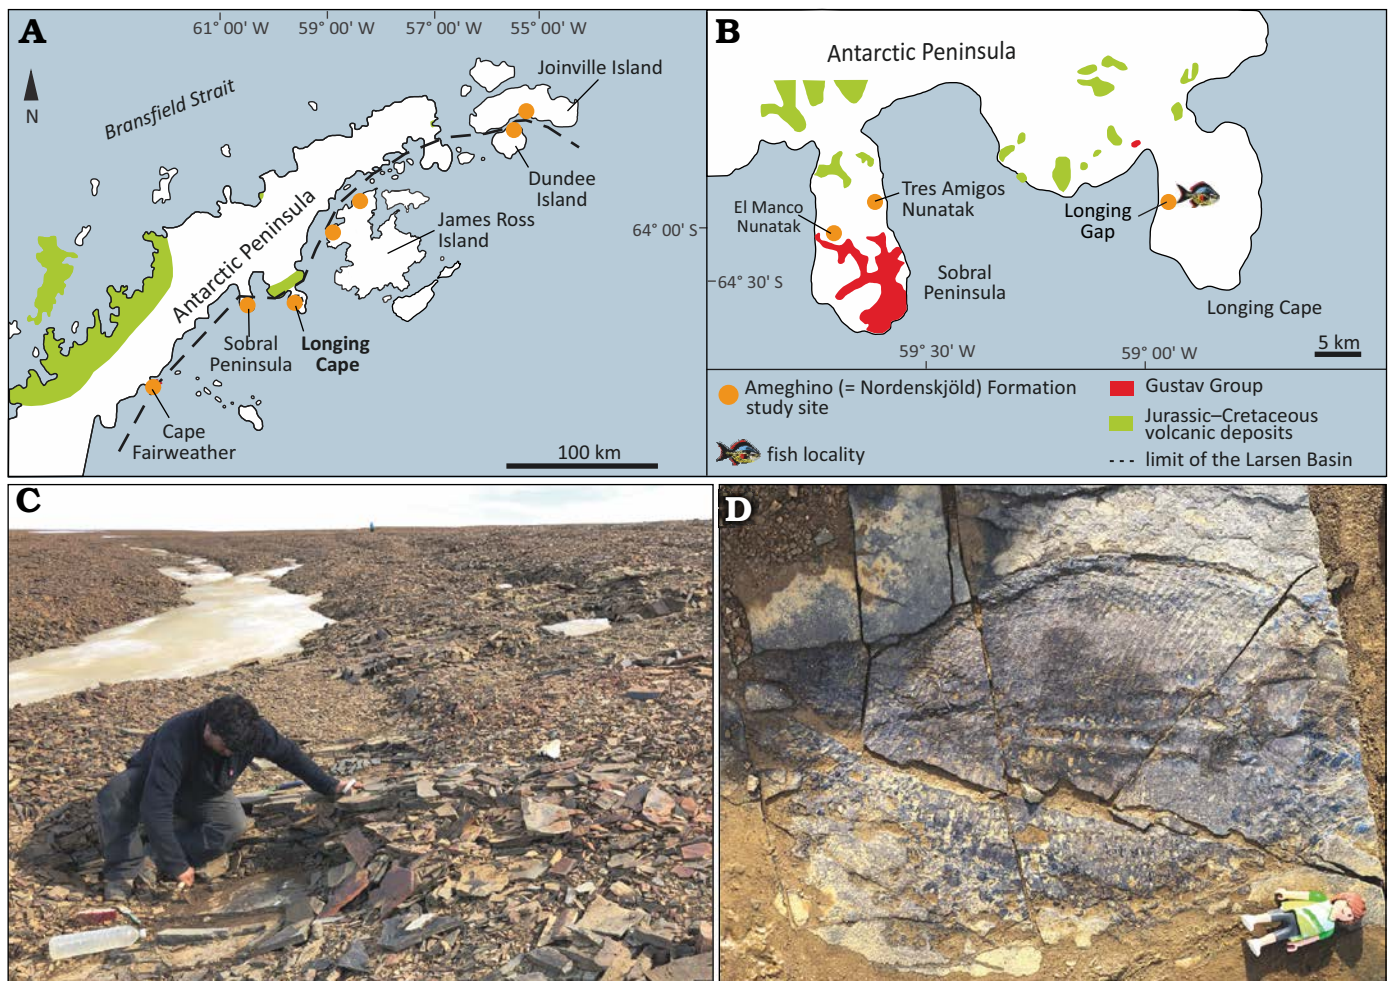 A
61° 00' W
59° 00' W
57° 00' W
55° 00' W
N
Bransfield Strait
Joinville Island
Dundee
Island
James Ross
Island
64° 00' S
Antarctic Peninsula
Sobral
Peninsula
Longing
Cape
Cape
Fairweather
100 km
B
Antarctic Peninsula
El Manco
Nunatak
Tres Amigos
Nunatak
Longing
Gap
64° 30' S
Sobral
Peninsula
Longing Cape
59° 30' W
59° 00' W
5 km
Ameghino (= Nordenskjöld) Formation
study site
fish locality
Gustav Group
Jurassic–Cretaceous
volcanic deposits
limit of the Larsen Basin
C
D